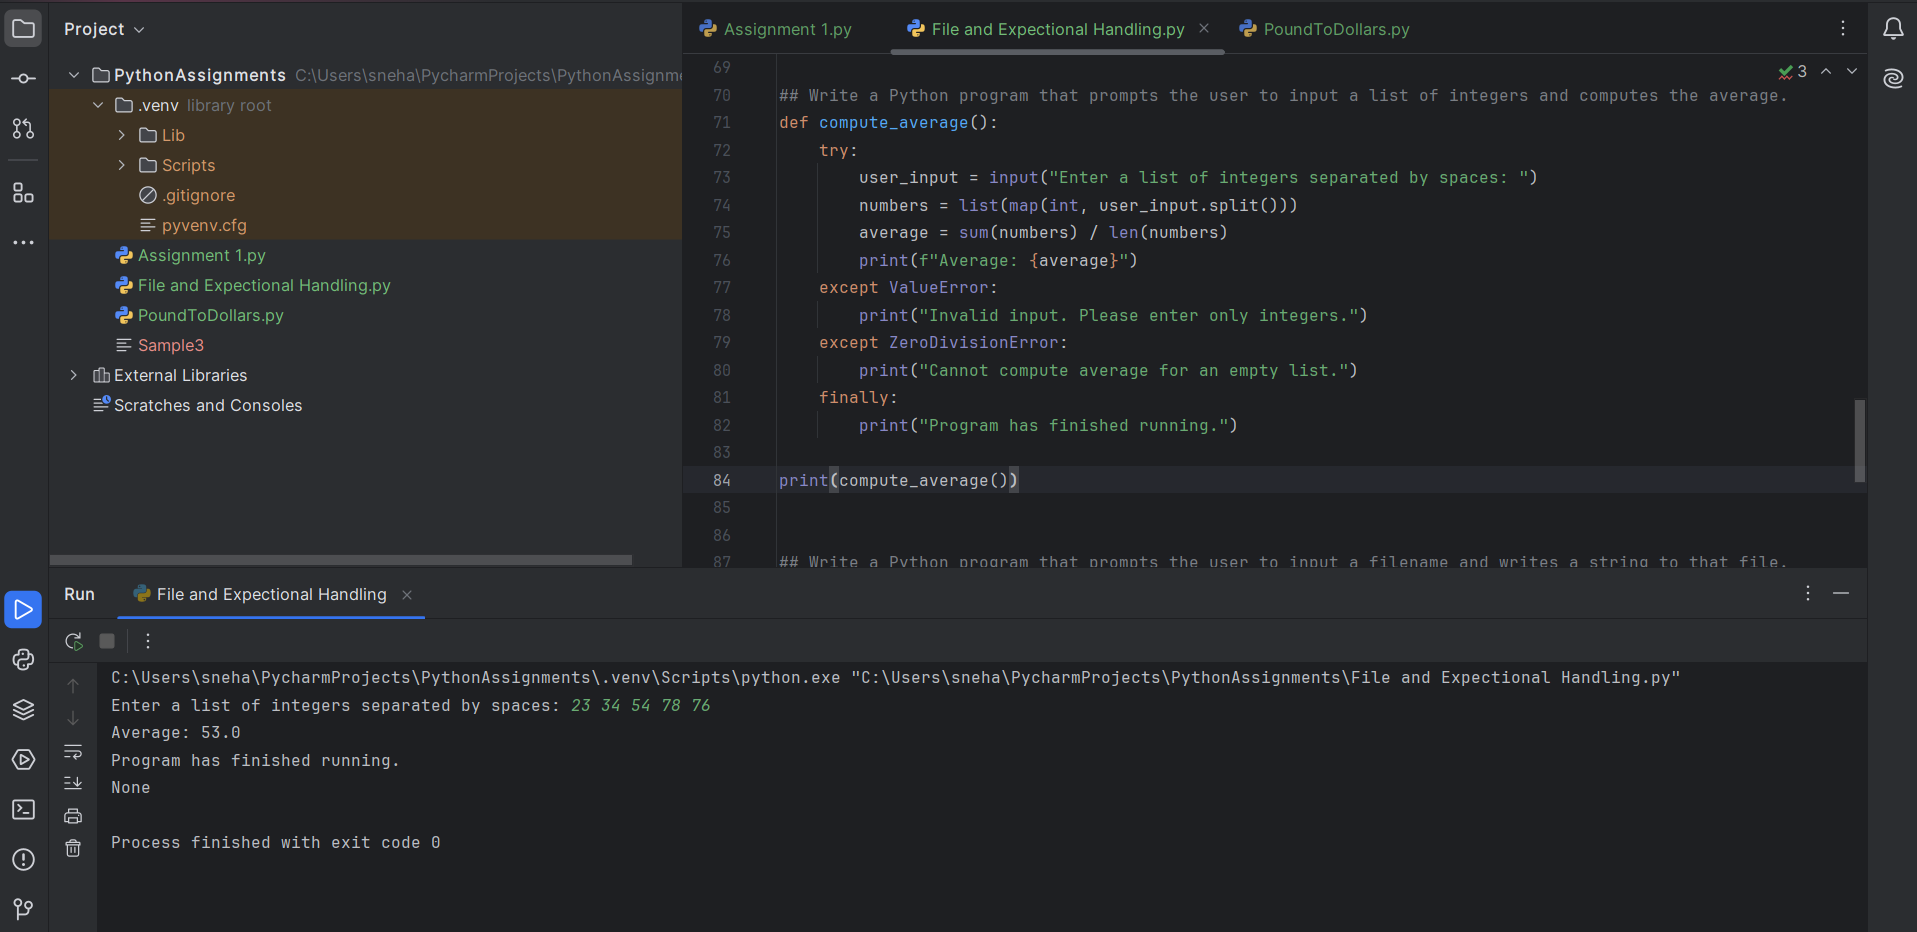 Project
PythonAssignments C:\Users\sneha\PycharmProjects\PythonAssignme
.venv library root
Lib
Scripts
.gitignore
pyvenv.cfg
Assignment 1.py
File and Expectional Handling.py
PoundToDollars.py
Sample3
External Libraries
Scratches and Consoles
Assignment 1.py File and Expectional Handling.py PoundToDollars.py
3
69
70 ## Write a Python program that prompts the user to input a list of integers and computes the average.
71 def compute_average():
72     try:
73         user_input = input("Enter a list of integers separated by spaces: ")
74         numbers = list(map(int, user_input.split()))
75         average = sum(numbers) / len(numbers)
76         print(f"Average: {average}")
77     except ValueError:
78         print("Invalid input. Please enter only integers.")
79     except ZeroDivisionError:
80         print("Cannot compute average for an empty list.")
81     finally:
82         print("Program has finished running.")
83
84 print(compute_average())
85
86
87 ## Write a Python program that prompts the user to input a filename and writes a string to that file.
Run File and Expectional Handling
C:\Users\sneha\PycharmProjects\PythonAssignments\.venv\Scripts\python.exe "C:\Users\sneha\PycharmProjects\PythonAssignments\File and Expectional Handling.py"
Enter a list of integers separated by spaces: 23 34 54 78 76
Average: 53.0
Program has finished running.
None
Process finished with exit code 0